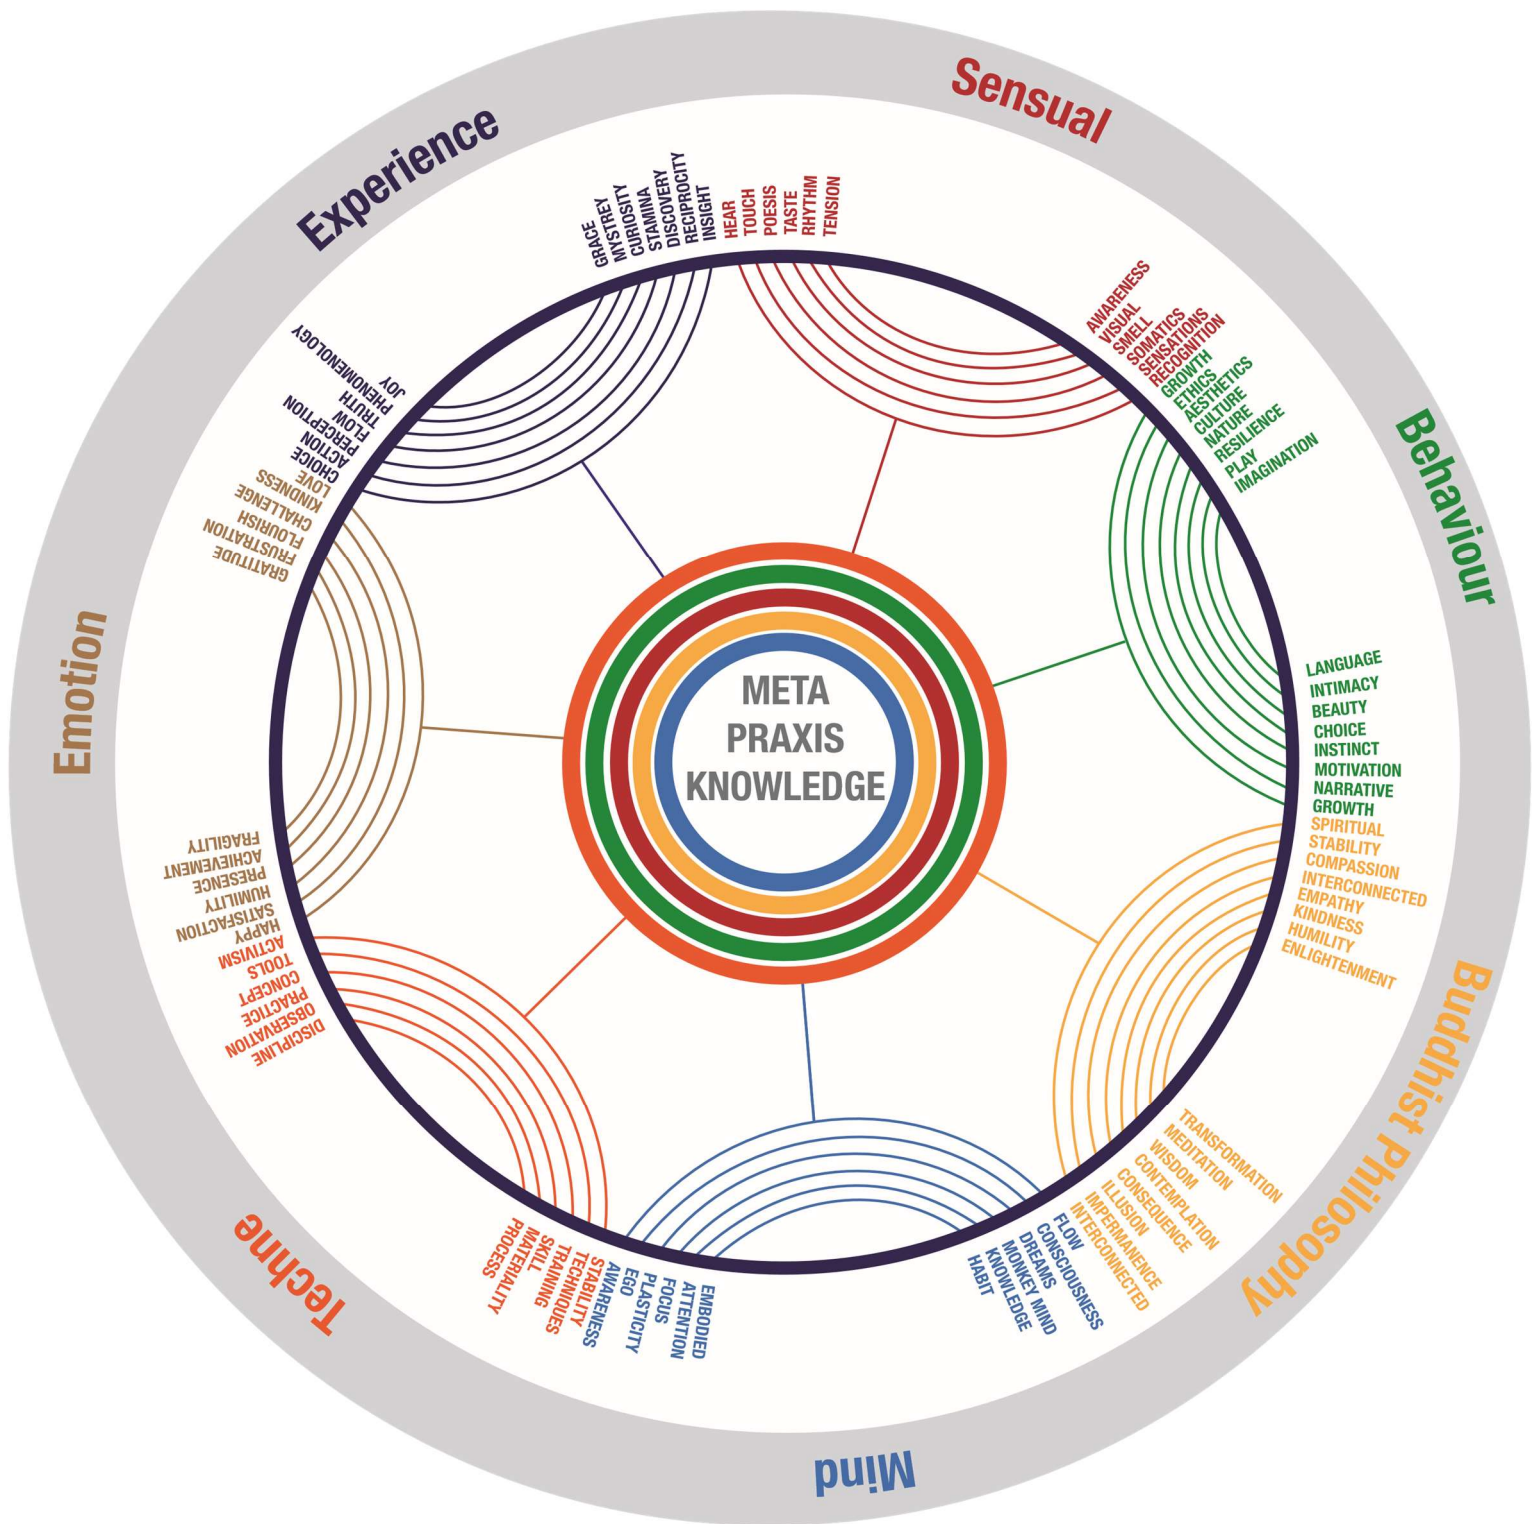 Sensual
HEAR
TOUCH
POESIS
TASTE
RHYTHM
TENSION
AWARENESS
VISUAL
SMELL
SOMATICS
SENSATIONS
RECOGNITION
Behaviour
GROWTH
ETHICS
AESTHETICS
CULTURE
NATURE
RESILIENCE
PLAY
IMAGINATION
LANGUAGE
INTIMACY
BEAUTY
CHOICE
INSTINCT
MOTIVATION
NARRATIVE
GROWTH
Buddhist Philosophy
SPIRITUAL
STABILITY
COMPASSION
INTERCONNECTED
EMPATHY
KINDNESS
HUMILITY
ENLIGHTENMENT
TRANSFORMATION
MEDITATION
WISDOM
CONTEMPLATION
CONSEQUENCE
ILLUSION
IMPERMANENCE
INTERCONNECTED
Mind
FLOW
CONSCIOUSNESS
DREAMS
MONKEY MIND
KNOWLEDGE
HABIT
EMBODIED
ATTENTION
FOCUS
PLASTICITY
EGO
AWARENESS
Techne
STABILITY
TECHNIQUES
TRAINING
SKILL
MATERIALITY
PROCESS
DISCIPLINE
OBSERVATION
PRACTICE
CONCEPT
TOOLS
ACTIVISM
Emotion
HAPPY
SATISFACTION
HUMILITY
PRESENCE
ACHIEVEMENT
FRAGILITY
GRATITUDE
FRUSTRATION
FLOURISH
CHALLENGE
KINDNESS
LOVE
Experience
CHOICE
ACTION
PERCEPTION
FLOW
TRUTH
PHENOMENOLOGY
JOY
GRACE
MYSTREY
CURIOSITY
STAMINA
DISCOVERY
RECIPROCITY
INSIGHT
META
PRAXIS
KNOWLEDGE